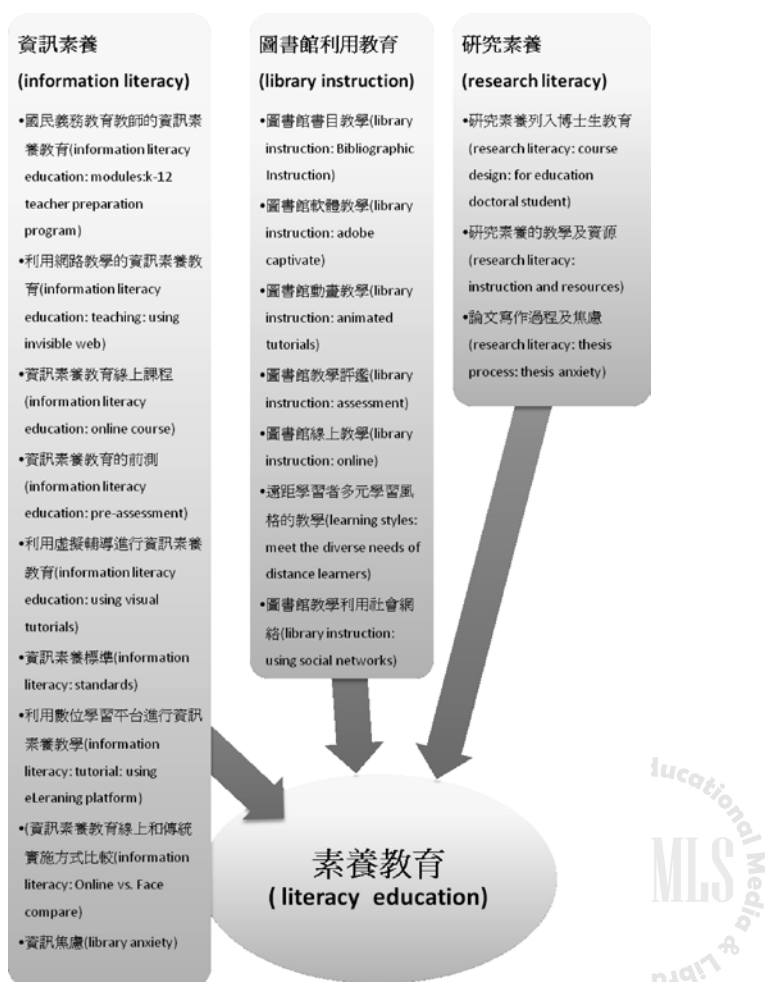 資訊素養
(information literacy)
•國民義務教育教師的資訊素
養教育(information literacy
education: modules:k-12
teacher preparation
program)
•利用網路教學的資訊素養教
育(information literacy
education: teaching: using
invisible web)
•資訊素養教育線上課程
(information literacy
education: online course)
•資訊素養教育的前測
(information literacy
education: pre-assessment)
•利用虛擬輔導進行資訊素養
教育(information literacy
education: using visual
tutorials)
•資訊素養標準(information
literacy: standards)
•利用數位學習平台進行資訊
素養教學(information
literacy: tutorial: using
eLeraning platform)
•(資訊素養教育線上和傳統
實施方式比較(information
literacy: Online vs. Face
compare)
•資訊焦慮(library anxiety)
圖書館利用教育
(library instruction)
•圖書館書目教學(library
instruction: Bibliographic
Instruction)
•圖書館軟體教學(library
instruction: adobe
captivate)
•圖書館動畫教學(library
instruction: animated
tutorials)
•圖書館教學評鑑(library
instruction: assessment)
•圖書館線上教學(library
instruction: online)
•遠距學習者多元學習風
格的教學(learning styles:
meet the diverse needs of
distance learners)
•圖書館教學利用社會網
絡(library instruction:
using social networks)
研究素養
(research literacy)
•研究素養列入博士生教育
(research literacy: course
design: for education
doctoral student)
•研究素養的教學及資源
(research literacy:
instruction and resources)
•論文寫作過程及焦慮
(research literacy: thesis
process: thesis anxiety)
素養教育
( literacy education)
ducational Media & Libr
MLS